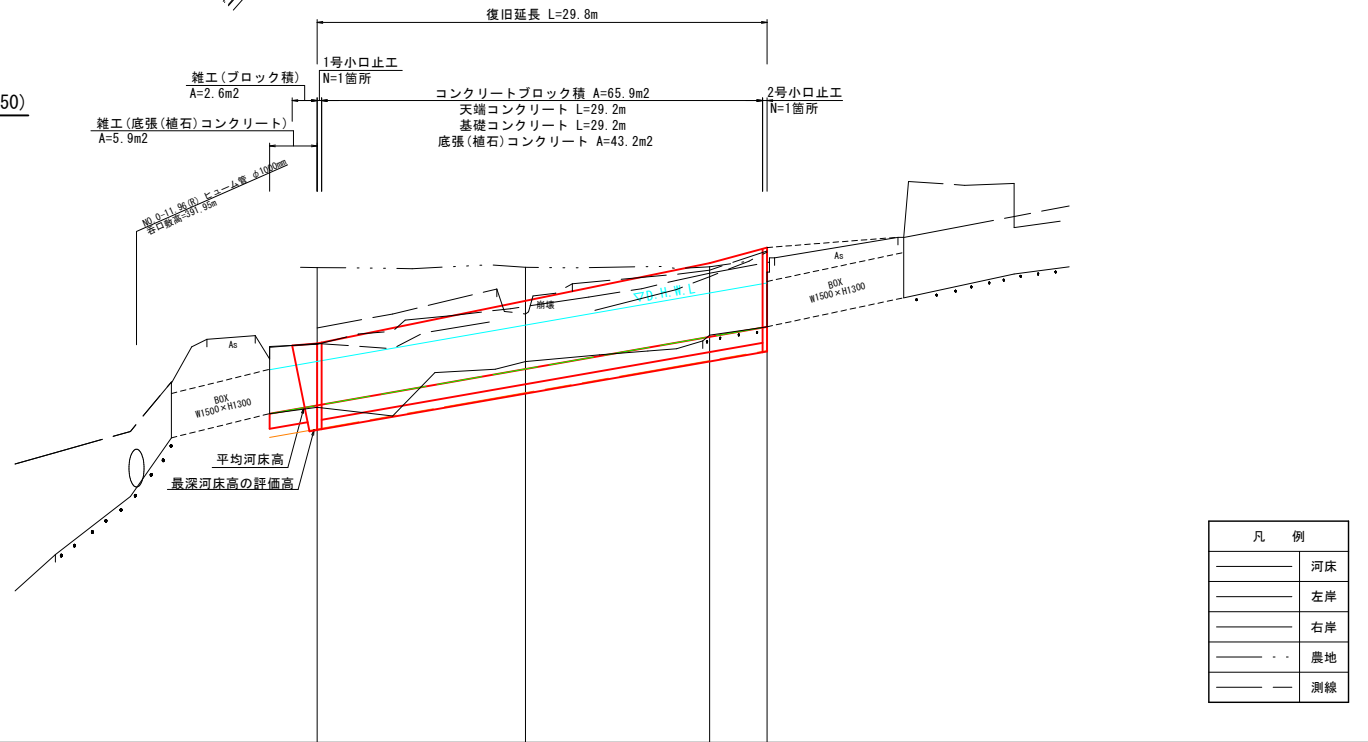 復旧延長 L=29.8m
1号小口止工
N=1箇所
雑工(ブロック積)
A=2.6m2
コンクリートブロック積 A=65.9m2
天端コンクリート L=29.2m
基礎コンクリート L=29.2m
底張(植石)コンクリート A=43.2m2
2号小口止工
N=1箇所
50)
雑工(底張(植石)コンクリート)
A=5.9m2
NO.0-11.96(R) ヒューム管 φ1000mm
呑口敷高=391.95m
As
BOX
W1500×H1300
崩壊
▽D.H.W.L
As
BOX
W1500×H1300
平均河床高
最深河床高の評価高
凡 例
河床
左岸
右岸
農地
測線